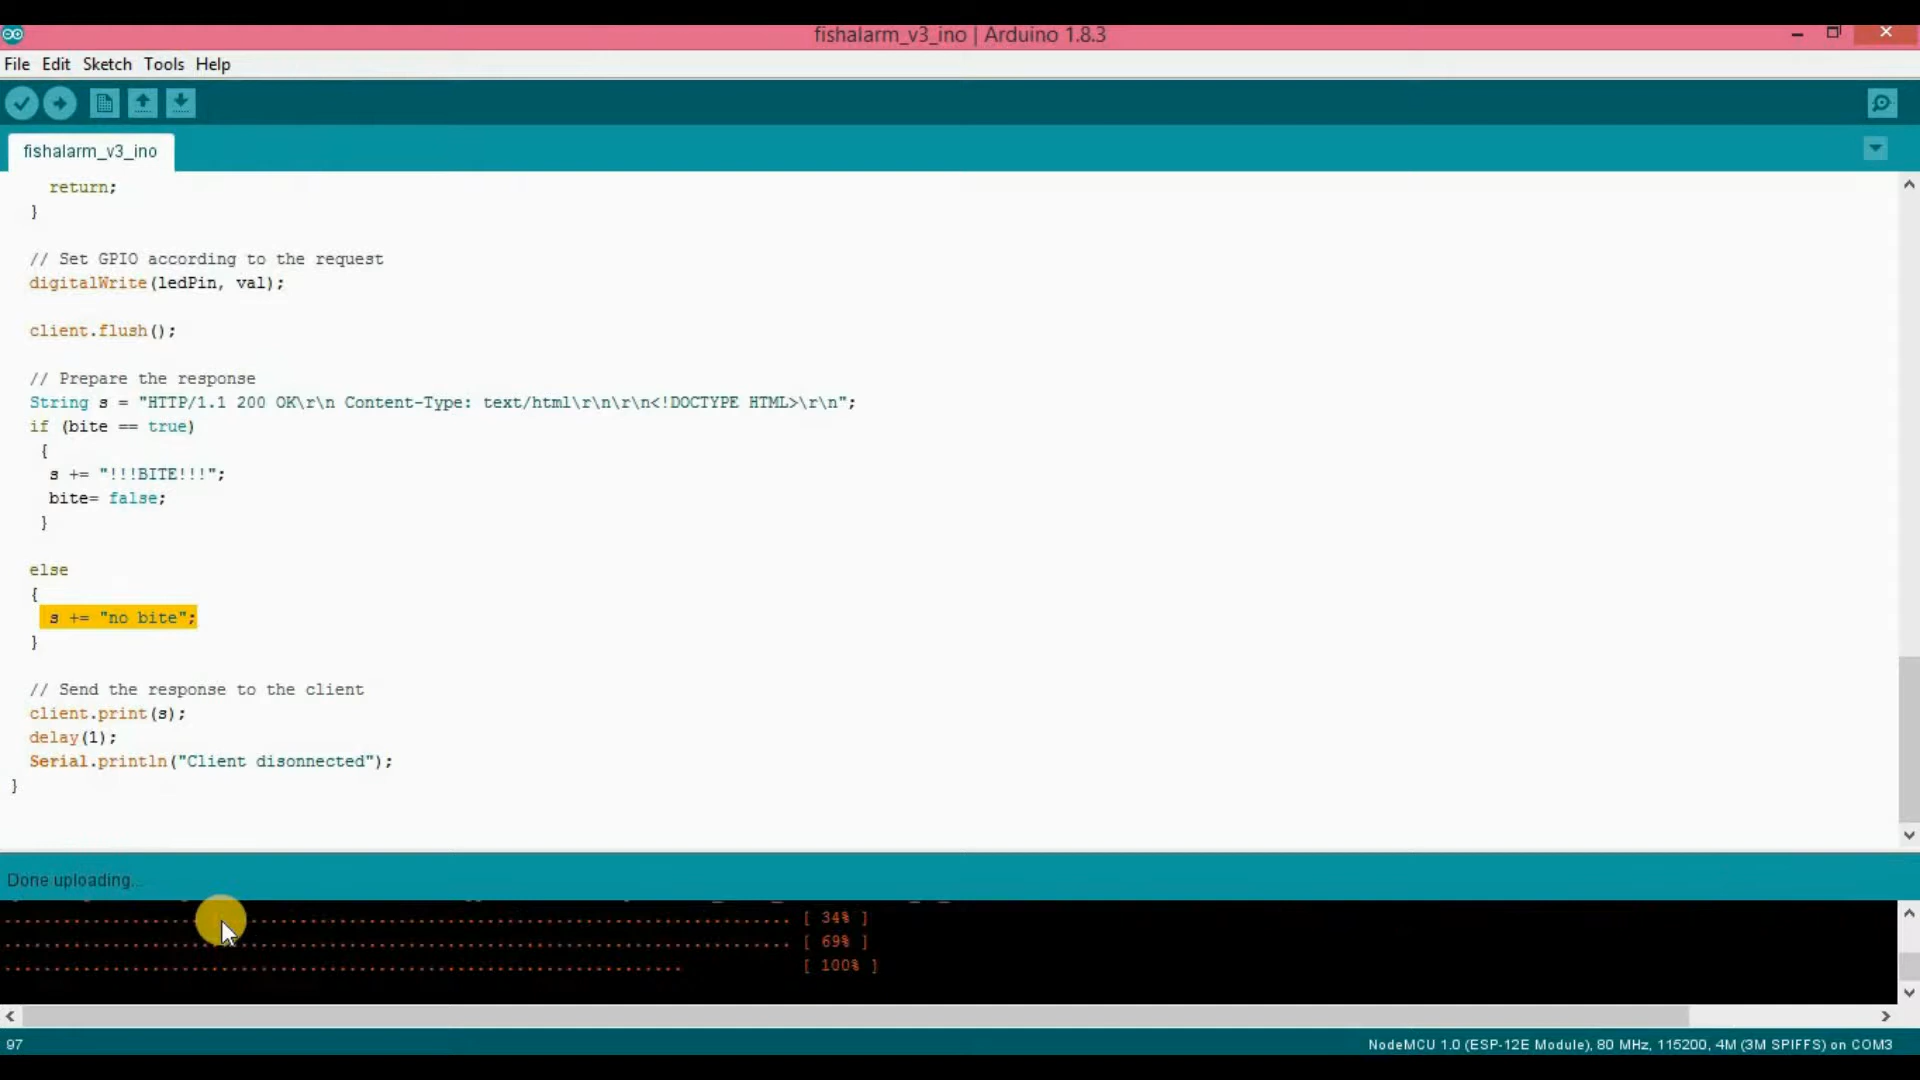 fishalarm_v3_ino | Arduino 1.8.3
File Edit Sketch Tools Help
fishalarm_v3_ino
return;
}
// Set GPIO according to the request
digitalWrite(ledPin, val);
client.flush();
// Prepare the response
String s = "HTTP/1.1 200 OK\r\n Content-Type: text/html\r\n\r\n<!DOCTYPE HTML>\r\n";
if (bite == true)
{
s += "!!!BITE!!!";
bite= false;
}
else
{
s += "no bite";
}
// Send the response to the client
client.print(s);
delay(1);
Serial.println("Client disonnected");
}
Done uploading...
................................................................................ [ 34% ]
................................................................................ [ 69% ]
..................................................................... [ 100% ]
97
NodeMCU 1.0 (ESP-12E Module), 80 MHz, 115200, 4M (3M SPIFFS) on COM3